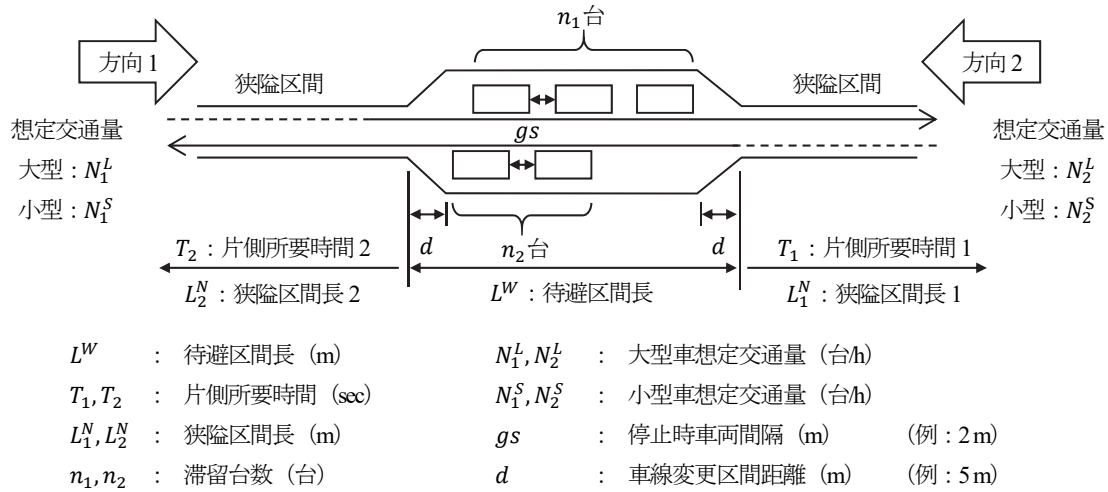 n₁台
方向1
方向2
狭隘区間
狭隘区間
想定交通量
大型：N₁ᴸ
小型：N₁ˢ
gs
想定交通量
大型：N₂ᴸ
小型：N₂ˢ
d
n₂台
d
T₂：片側所要時間2
T₁：片側所要時間1
L₂ᴺ：狭隘区間長2
Lᵂ：待避区間長
L₁ᴺ：狭隘区間長1
Lᵂ ： 待避区間長（m） N₁ᴸ, N₂ᴸ ： 大型車想定交通量（台/h）
T₁, T₂ ： 片側所要時間（sec） N₁ˢ, N₂ˢ ： 小型車想定交通量（台/h）
L₁ᴺ, L₂ᴺ ： 狭隘区間長（m） gs ： 停止時車両間隔（m） （例：2 m）
n₁, n₂ ： 滞留台数（台） d ： 車線変更区間距離（m） （例：5 m）